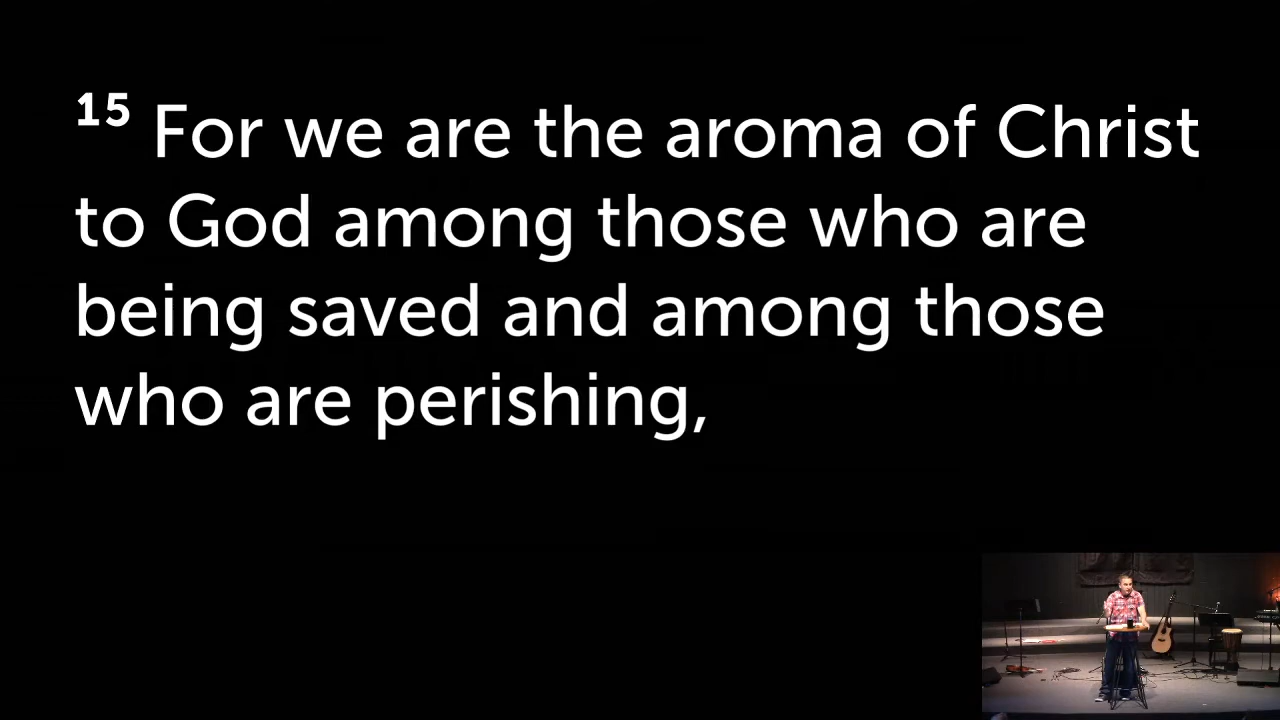 15 For we are the aroma of Christ
to God among those who are
being saved and among those
who are perishing,